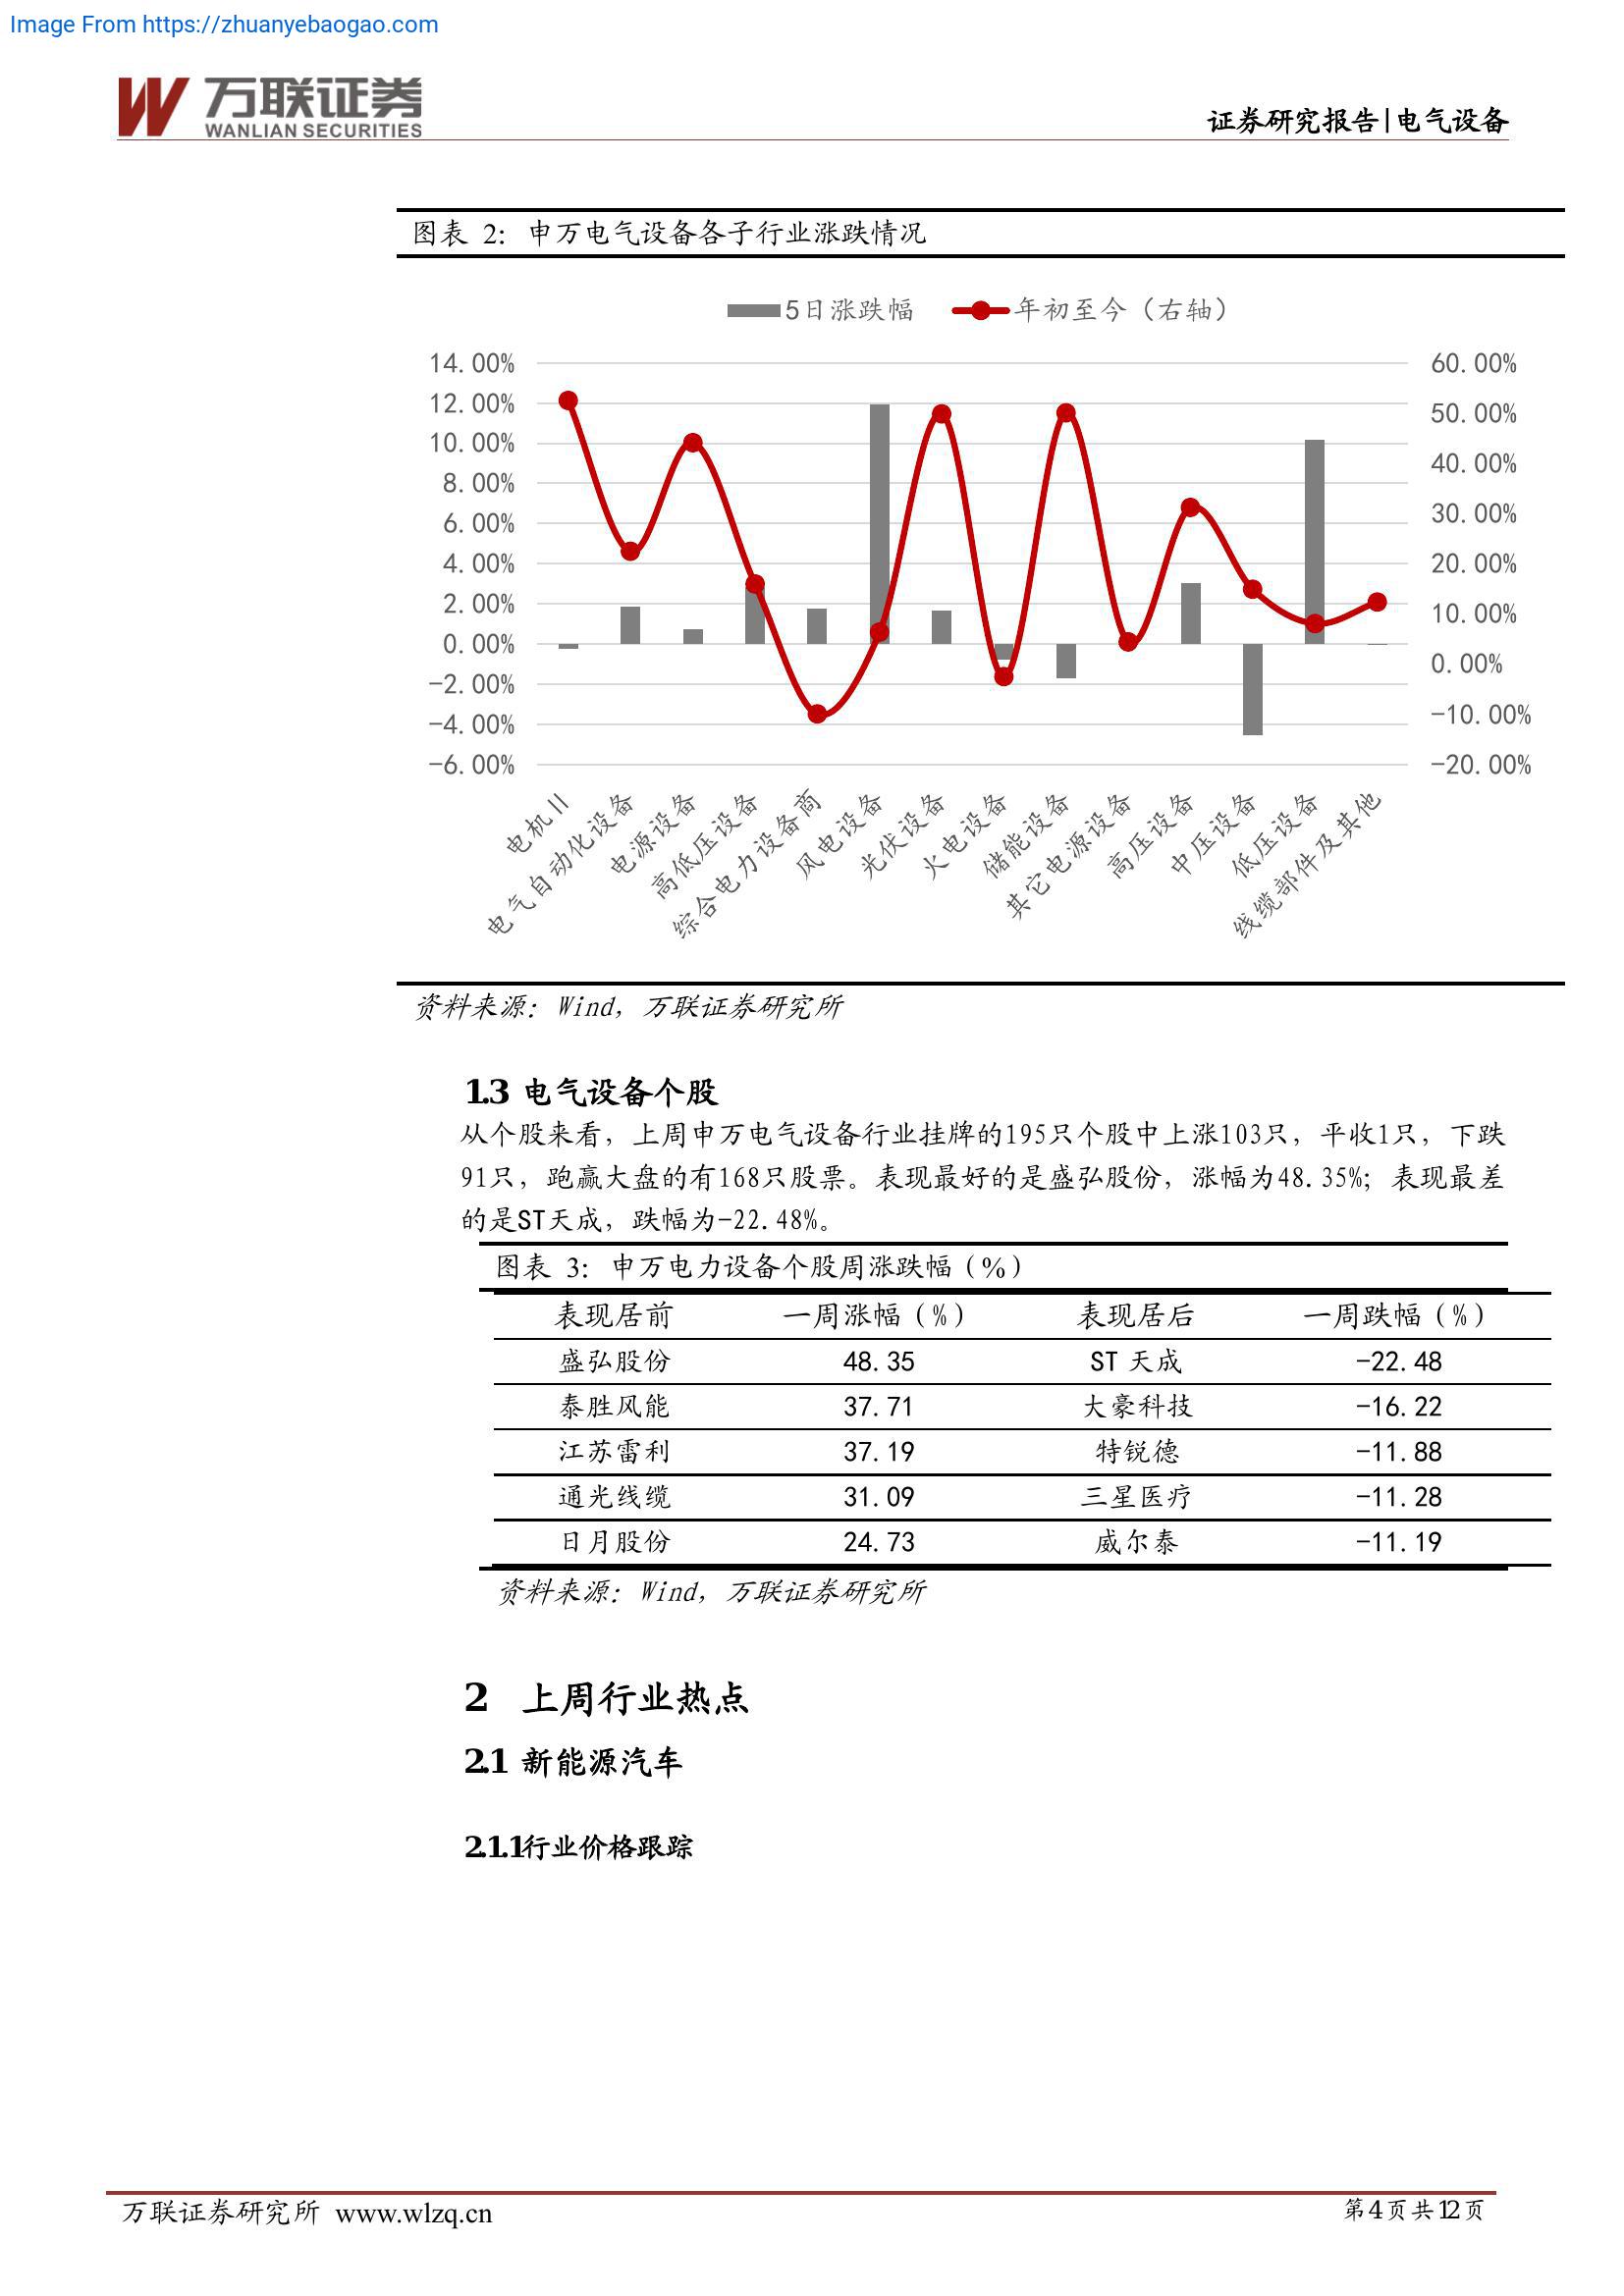 Image From https://zhuanyebaogao.com
万联证券
WANLIAN SECURITIES
证券研究报告|电气设备
图表 2: 申万电气设备各子行业涨跌情况
5日涨跌幅 年初至今（右轴）
14.00% 60.00%
12.00% 50.00%
10.00% 40.00%
8.00% 30.00%
6.00% 20.00%
4.00% 10.00%
2.00% 0.00%
0.00% -10.00%
-2.00% -20.00%
-4.00%
-6.00%
电机II
电气自动化设备
电源设备
高低压设备
综合电力设备商
风电设备
光伏设备
火电设备
储能设备
其它电源设备
高压设备
中压设备
低压设备
线缆部件及其他
资料来源：Wind，万联证券研究所
1.3 电气设备个股
从个股来看，上周申万电气设备行业挂牌的195只个股中上涨103只，平收1只，下跌
91只，跑赢大盘的有168只股票。表现最好的是盛弘股份，涨幅为48.35%；表现最差
的是ST天成，跌幅为-22.48%。
图表 3: 申万电力设备个股周涨跌幅（%）
表现居前 一周涨幅（%） 表现居后 一周跌幅（%）
盛弘股份 48.35 ST 天成 -22.48
泰胜风能 37.71 大豪科技 -16.22
江苏雷利 37.19 特锐德 -11.88
通光线缆 31.09 三星医疗 -11.28
日月股份 24.73 威尔泰 -11.19
资料来源：Wind，万联证券研究所
2 上周行业热点
2.1 新能源汽车
2.1.1行业价格跟踪
万联证券研究所 www.wlzq.cn 第4页共12页